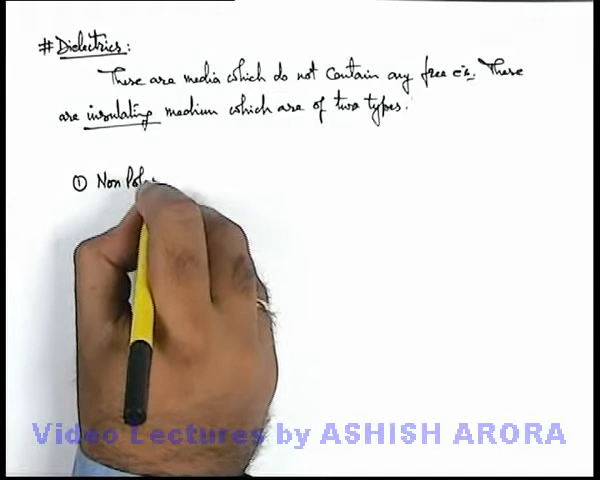 # Dielectrics:
These are media which do not contain any free e⁻s. These
are insulating medium which are of two types.
① Non Pola
Video Lectures by ASHISH ARORA